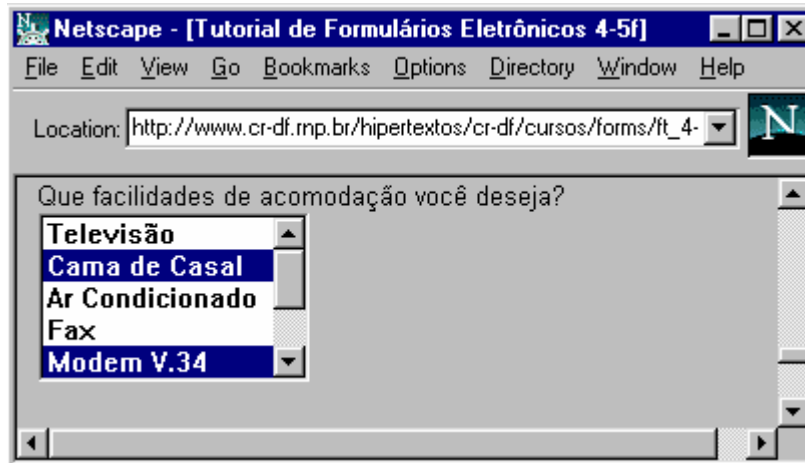 Netscape - [Tutorial de Formulários Eletrônicos 4-5f]
File Edit View Go Bookmarks Options Directory Window Help
Location: http://www.cr-df.rnp.br/hipertextos/cr-df/cursos/forms/ft_4-
N
Que facilidades de acomodação você deseja?
Televisão
Cama de Casal
Ar Condicionado
Fax
Modem V.34